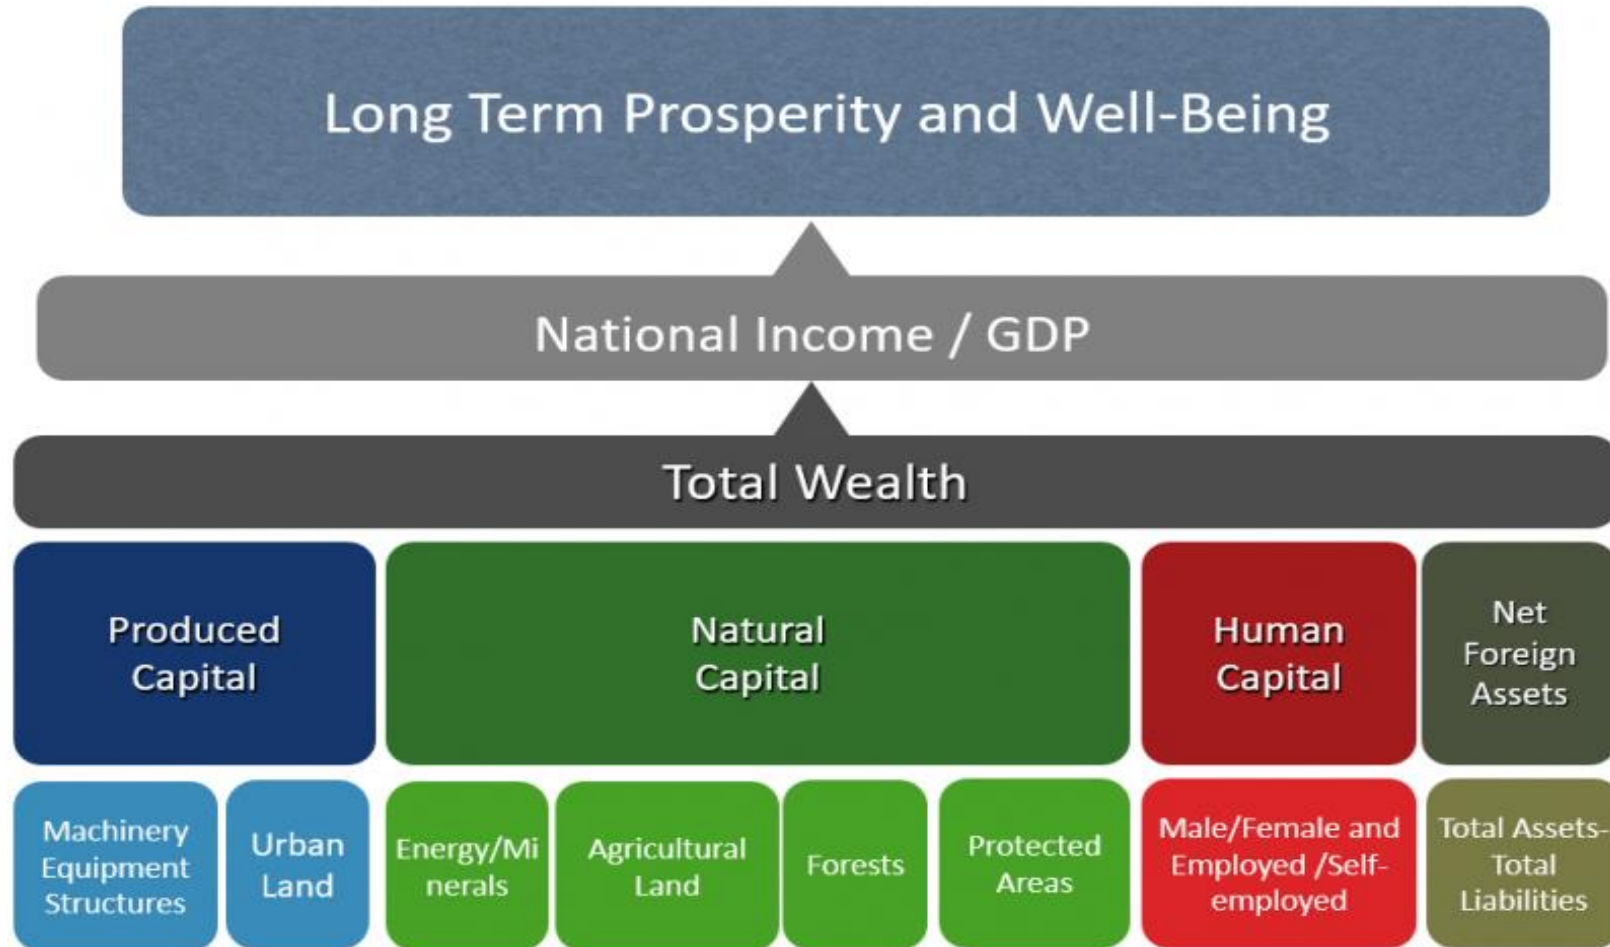 Long Term Prosperity and Well-Being
National Income / GDP
Total Wealth
Produced
Capital
Natural
Capital
Human
Capital
Net
Foreign
Assets
Machinery
Equipment
Structures
Urban
Land
Energy/Mi
nerals
Agricultural
Land
Forests
Protected
Areas
Male/Female and
Employed /Self-
employed
Total Assets-
Total
Liabilities